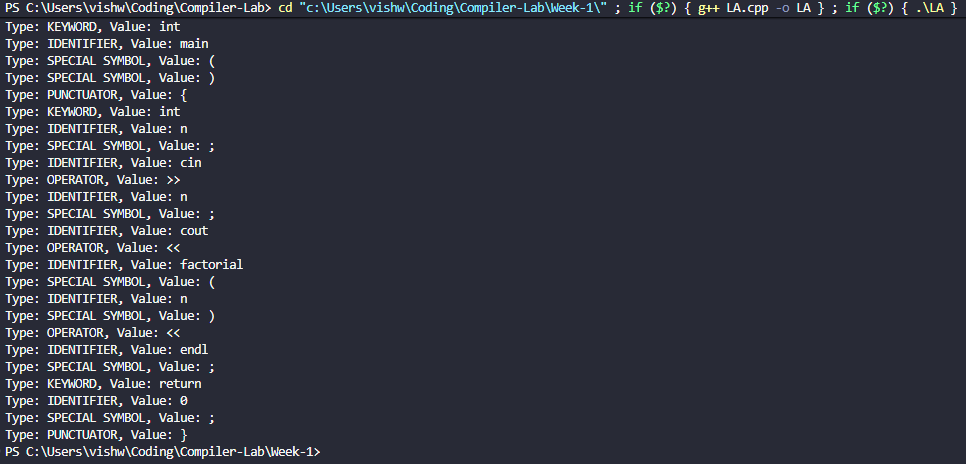 PS C:\Users\vishw\Coding\Compiler-Lab> cd "c:\Users\vishw\Coding\Compiler-Lab\Week-1\" ; if ($?) { g++ LA.cpp -o LA } ; if ($?) { .\LA }
Type: KEYWORD, Value: int
Type: IDENTIFIER, Value: main
Type: SPECIAL SYMBOL, Value: (
Type: SPECIAL SYMBOL, Value: )
Type: PUNCTUATOR, Value: {
Type: KEYWORD, Value: int
Type: IDENTIFIER, Value: n
Type: SPECIAL SYMBOL, Value: ;
Type: IDENTIFIER, Value: cin
Type: OPERATOR, Value: >>
Type: IDENTIFIER, Value: n
Type: SPECIAL SYMBOL, Value: ;
Type: IDENTIFIER, Value: cout
Type: OPERATOR, Value: <<
Type: IDENTIFIER, Value: factorial
Type: SPECIAL SYMBOL, Value: (
Type: IDENTIFIER, Value: n
Type: SPECIAL SYMBOL, Value: )
Type: OPERATOR, Value: <<
Type: IDENTIFIER, Value: endl
Type: SPECIAL SYMBOL, Value: ;
Type: KEYWORD, Value: return
Type: IDENTIFIER, Value: 0
Type: SPECIAL SYMBOL, Value: ;
Type: PUNCTUATOR, Value: }
PS C:\Users\vishw\Coding\Compiler-Lab\Week-1>